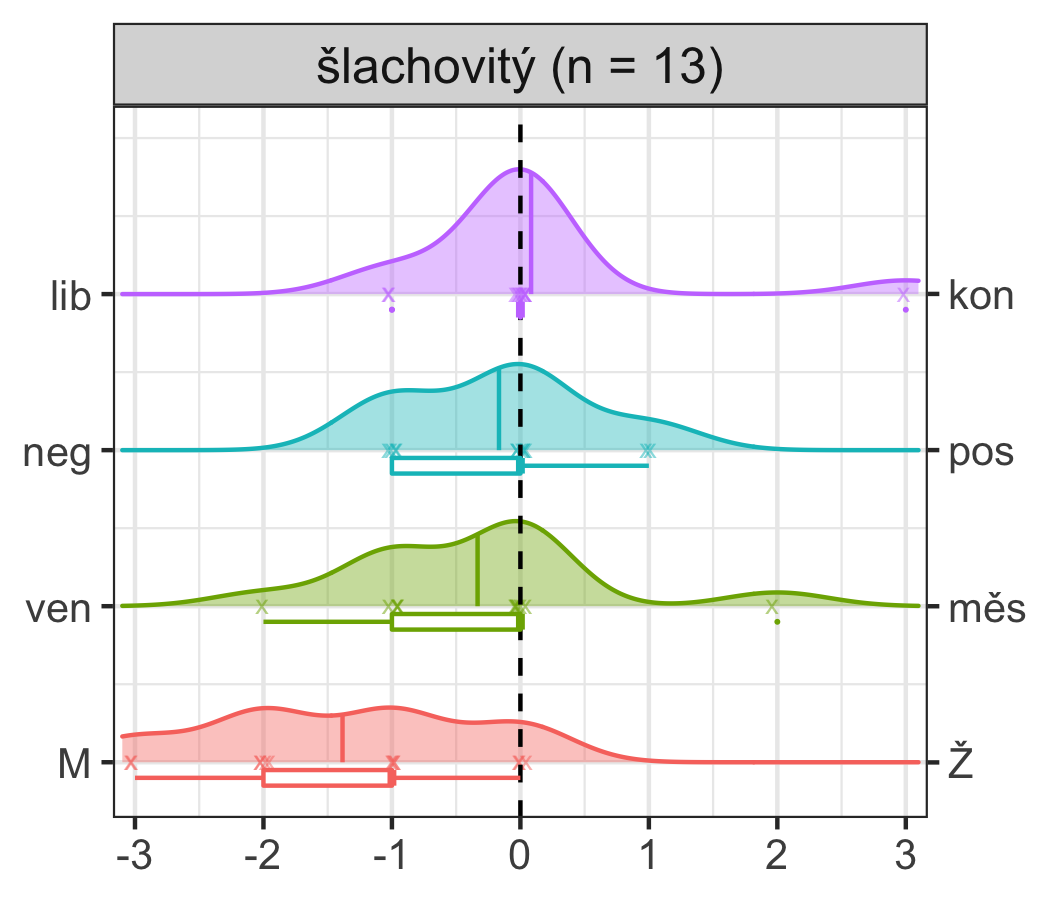 šlachovitý (n = 13)
lib kon
neg pos
ven měs
M Ž
-3 -2 -1 0 1 2 3